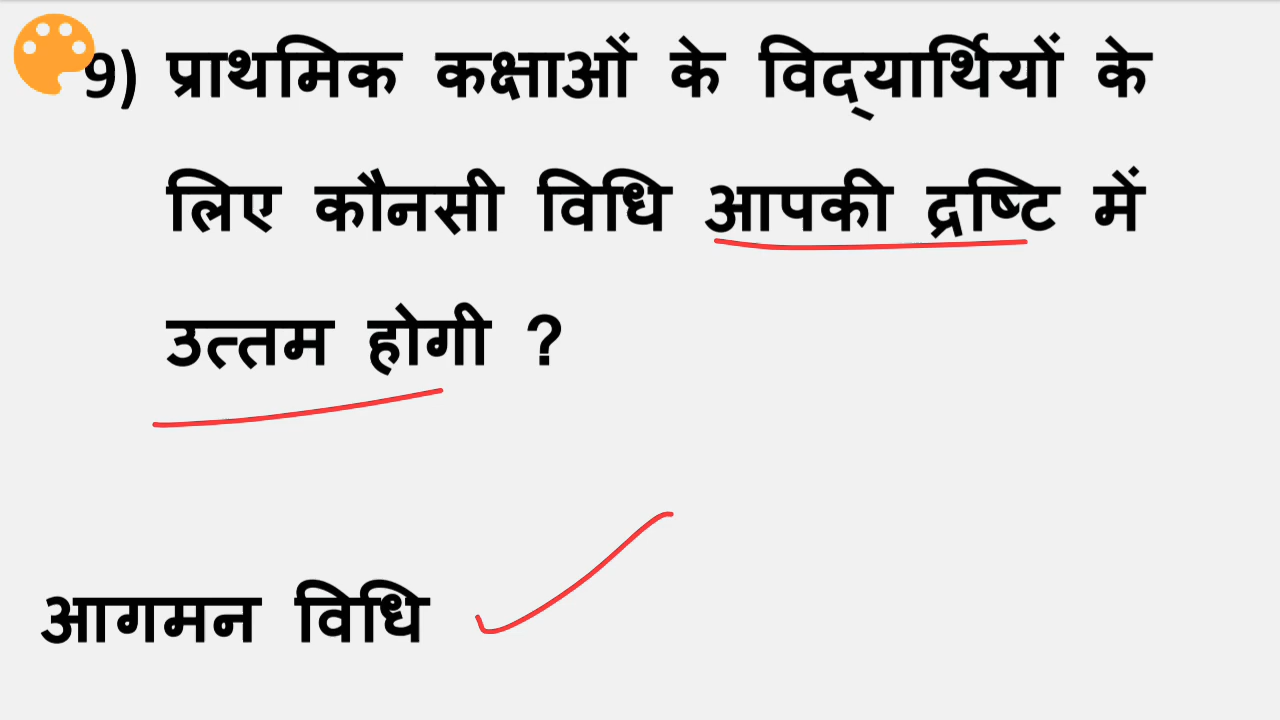 9) प्राथमिक कक्षाओं के विद्‌यार्थियों के
लिए कौनसी विधि आपकी द्रष्टि में
उत्तम होगी ?
आगमन विधि